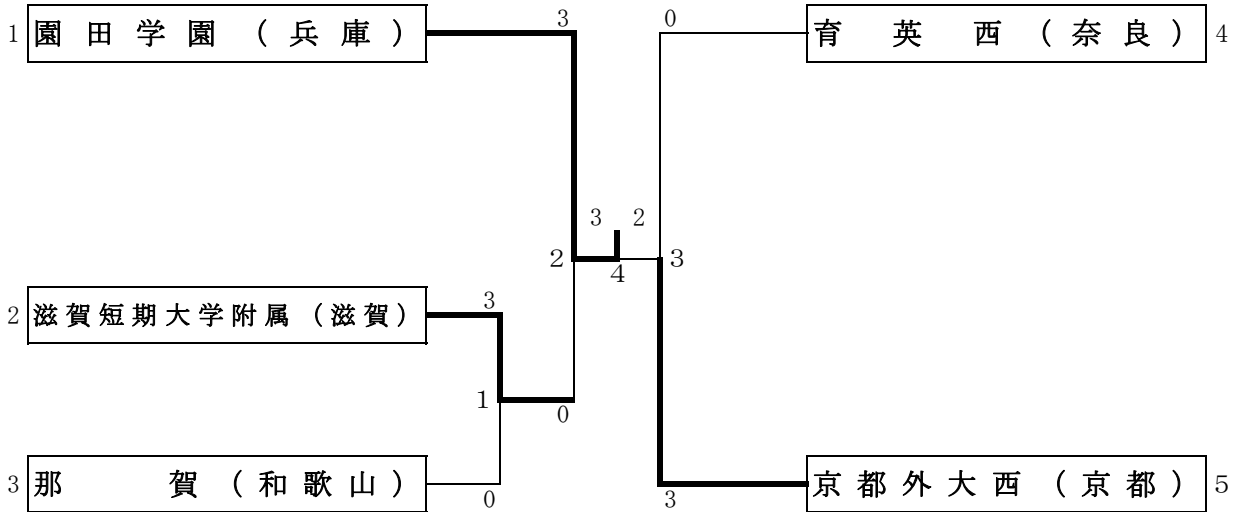 3
0
1 園田学園（兵庫）
育英西（奈良） 4
3 2
2
3
4
3
2 滋賀短期大学附属（滋賀）
1
0
3 那賀（和歌山）
京都外大西（京都） 5
0
3